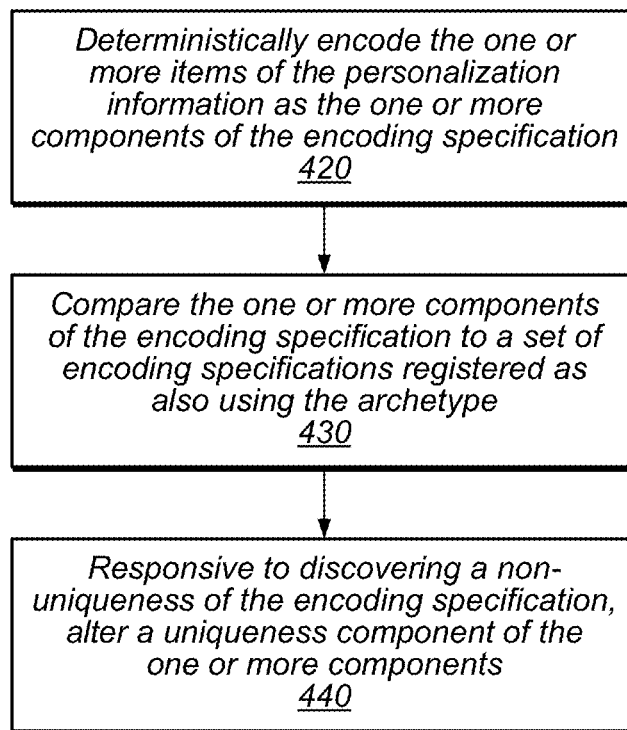 Deterministically encode the one or
more items of the personalization
information as the one or more
components of the encoding specification
420
Compare the one or more components
of the encoding specification to a set of
encoding specifications registered as
also using the archetype
430
Responsive to discovering a non-
uniqueness of the encoding specification,
alter a uniqueness component of the
one or more components
440